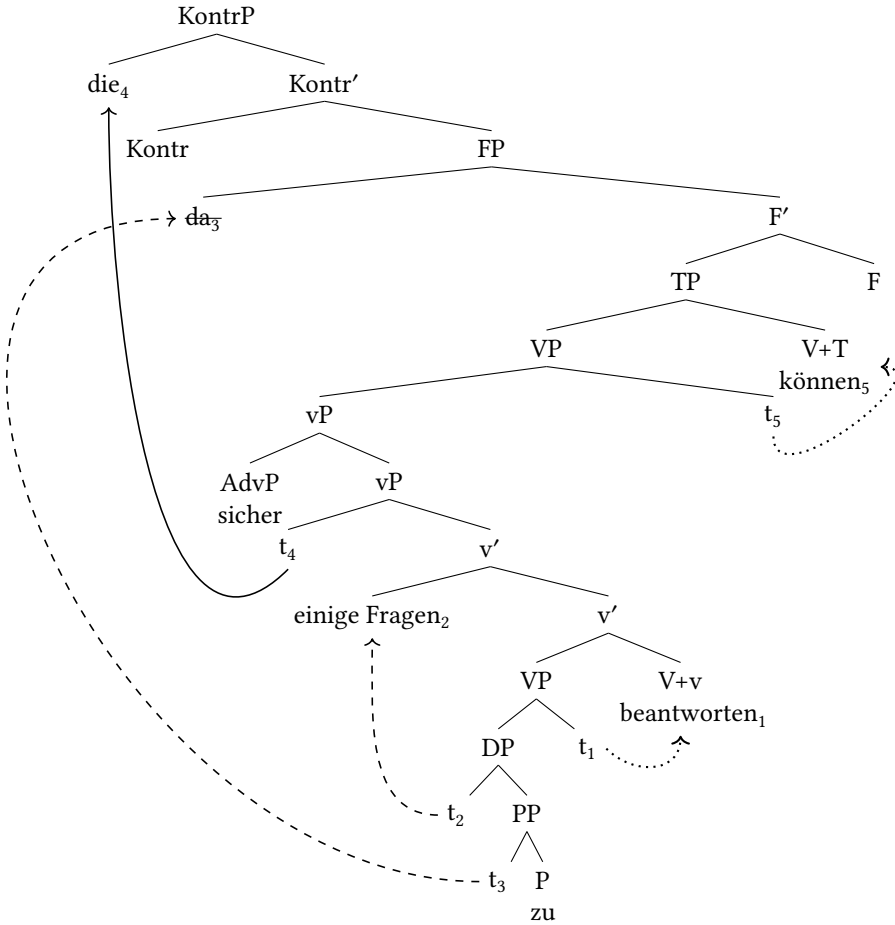 KontrP
die₄ Kontr′
Kontr FP
da₃ F′
TP F
VP V+T
können₅
vP t₅
AdvP vP
sicher
t₄ v′
einige Fragen₂ v′
VP V+v
beantworten₁
DP t₁
t₂ PP
t₃ P
zu